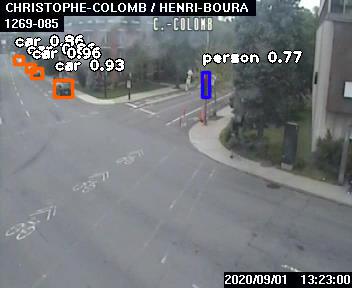 CHRISTOPHE-COLOMB / HENRI-BOURA
1269-085
C.-COLOMB
car 0.86
car 0.96
car 0.93
person 0.77
2020/09/01 13:23:00